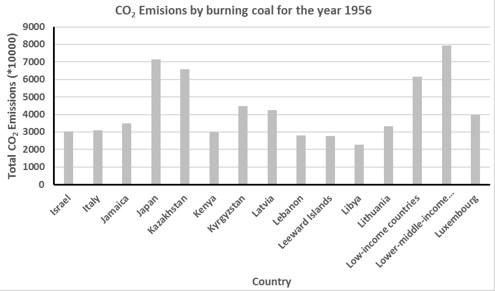 CO₂ Emisions by burning coal for the year 1956
Total CO₂ Emissions (*10000)
9000
8000
7000
6000
5000
4000
3000
2000
1000
0
Israel
Italy
Jamaica
Japan
Kazakhstan
Kenya
Kyrgyzstan
Latvia
Lebanon
Leeward Islands
Libya
Lithuania
Low-income countries
Lower-middle-income...
Luxembourg
Country